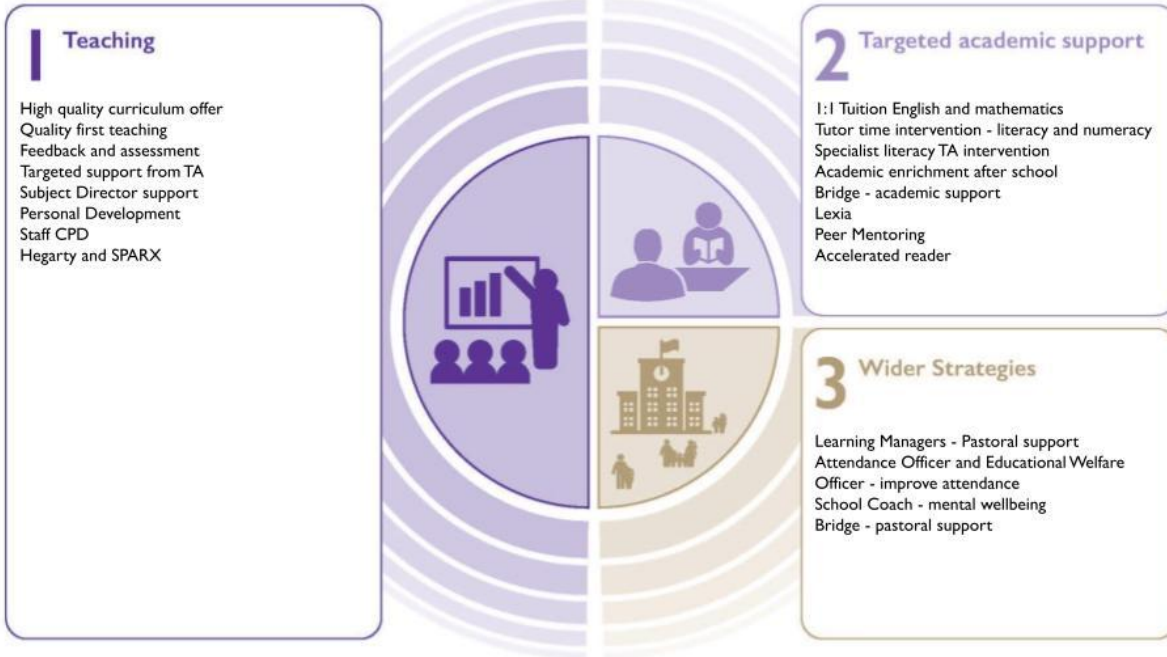 1 Teaching
High quality curriculum offer
Quality first teaching
Feedback and assessment
Targeted support from TA
Subject Director support
Personal Development
Staff CPD
Hegarty and SPARX
2 Targeted academic support
1:1 Tuition English and mathematics
Tutor time intervention - literacy and numeracy
Specialist literacy TA intervention
Academic enrichment after school
Bridge - academic support
Lexia
Peer Mentoring
Accelerated reader
3 Wider Strategies
Learning Managers - Pastoral support
Attendance Officer and Educational Welfare
Officer - improve attendance
School Coach - mental wellbeing
Bridge - pastoral support